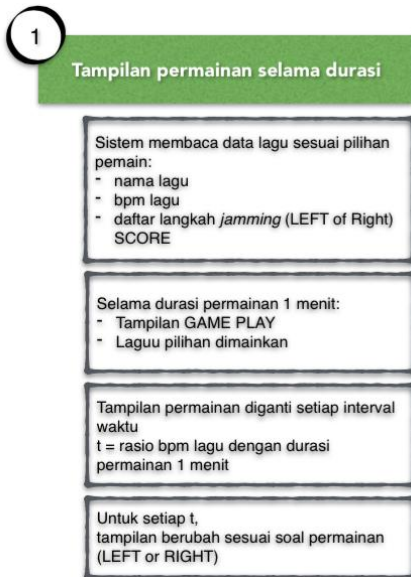 1
Tampilan permainan selama durasi
Sistem membaca data lagu sesuai pilihan
pemain:
- nama lagu
- bpm lagu
- daftar langkah jamming (LEFT of Right)
SCORE
Selama durasi permainan 1 menit:
- Tampilan GAME PLAY
- Laguu pilihan dimainkan
Tampilan permainan diganti setiap interval
waktu
t = rasio bpm lagu dengan durasi
permainan 1 menit
Untuk setiap t,
tampilan berubah sesuai soal permainan
(LEFT or RIGHT)